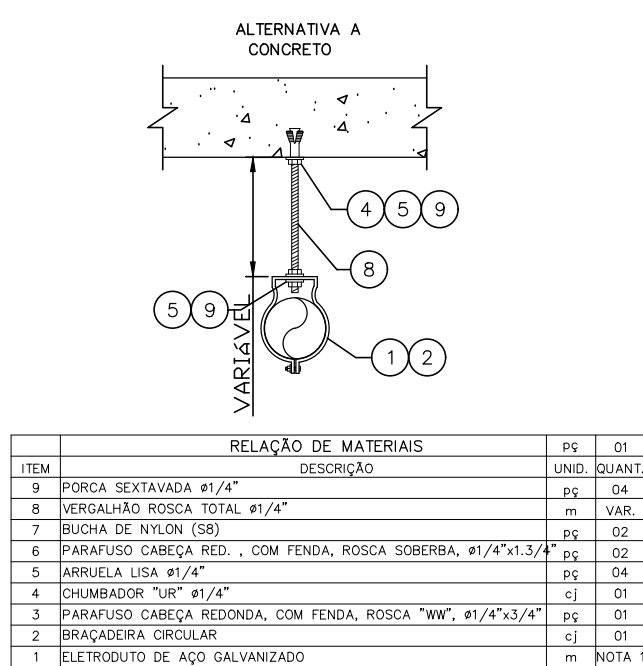 ALTERNATIVA A
CONCRETO
4 5 9
8
5 9
VARIÁVEL
1 2
RELAÇÃO DE MATERIAIS pç 01
ITEM DESCRIÇÃO UNID. QUANT.
9 PORCA SEXTAVADA ø1/4" pç 04
8 VERGALHÃO ROSCA TOTAL ø1/4" m VAR.
7 BUCHA DE NYLON (S8) pç 02
6 PARAFUSO CABEÇA RED. , COM FENDA, ROSCA SOBERBA, ø1/4"x1.3/4" pç 02
5 ARRUELA LISA ø1/4" pç 04
4 CHUMBADOR "UR" ø1/4" cj 01
3 PARAFUSO CABEÇA REDONDA, COM FENDA, ROSCA "WW", ø1/4"x3/4" pç 01
2 BRAÇADEIRA CIRCULAR cj 01
1 ELETRODUTO DE AÇO GALVANIZADO m NOTA 1